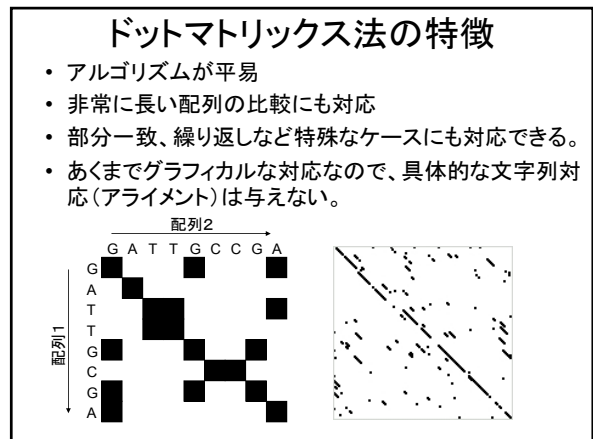 ドットマトリックス法の特徴
• アルゴリズムが平易
• 非常に長い配列の比較にも対応
• 部分一致、繰り返しなど特殊なケースにも対応できる。
• あくまでグラフィカルな対応なので、具体的な文字列対
応(アライメント)は与えない。
配列2
G A T T G C C G A
配列1
G
A
T
T
G
C
G
A